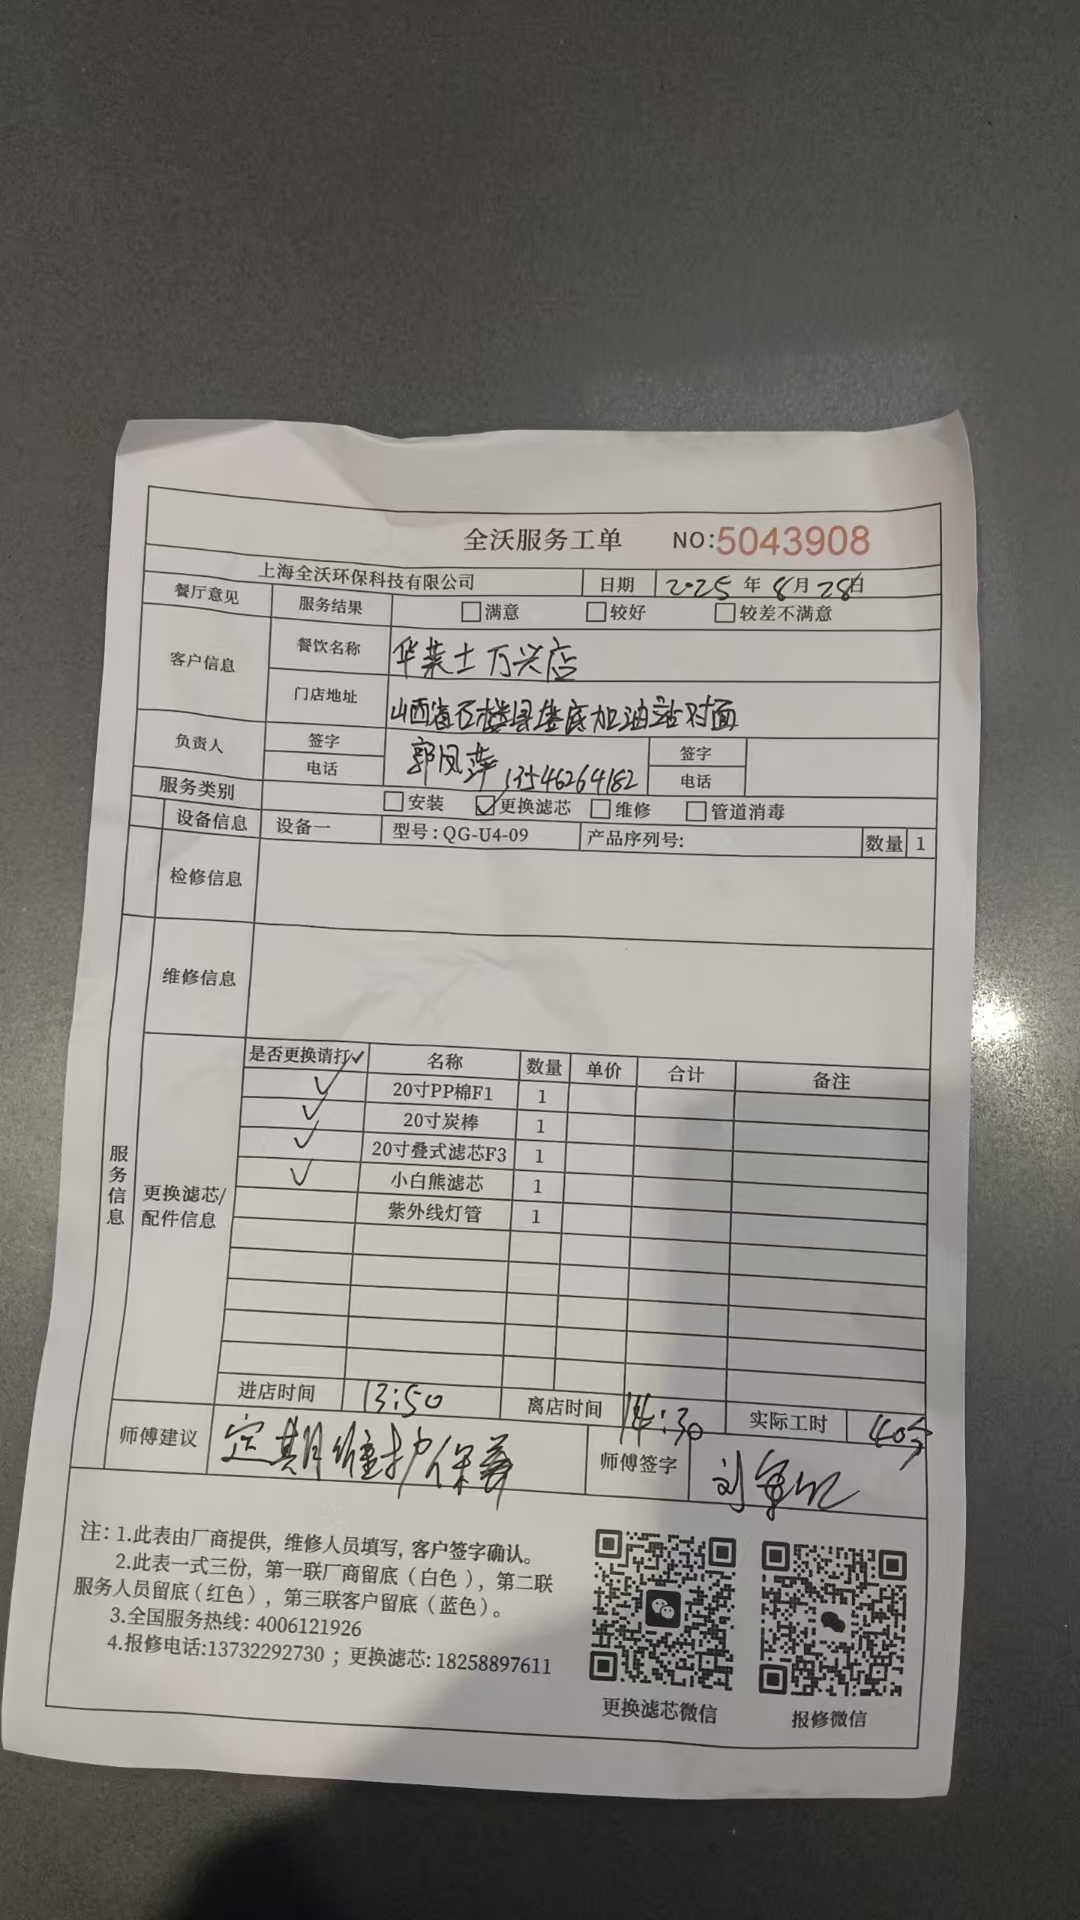 全沃服务工单 NO:5043908
上海全沃环保科技有限公司 日期 2025年8月28日
餐厅意见 服务结果 满意 较好 较差不满意
客户信息 餐饮名称 华莱士万兴店
门店地址 山西省石楼县娄底加油站对面
负责人 签字 郭凤萍 签字
电话 13546264182 电话
服务类别 安装 ✓更换滤芯 维修 管道消毒
设备信息 设备一 型号:QG-U4-09 产品序列号: 数量 1
检修信息
维修信息
服务信息
更换滤芯/配件信息
是否更换请打✓ 名称 数量 单价 合计 备注
✓ 20寸PP棉F1 1
✓ 20寸炭棒 1
✓ 20寸叠式滤芯F3 1
✓ 小白熊滤芯 1
紫外线灯管 1
进店时间 13:50 离店时间 14:30 实际工时 40分
师傅建议 定期维护保养 师傅签字 刘
注: 1.此表由厂商提供, 维修人员填写, 客户签字确认。
2.此表一式三份, 第一联厂商留底(白色), 第二联
服务人员留底(红色), 第三联客户留底(蓝色)。
3.全国服务热线: 4006121926
4.报修电话:13732292730 ; 更换滤芯: 18258897611
更换滤芯微信 报修微信